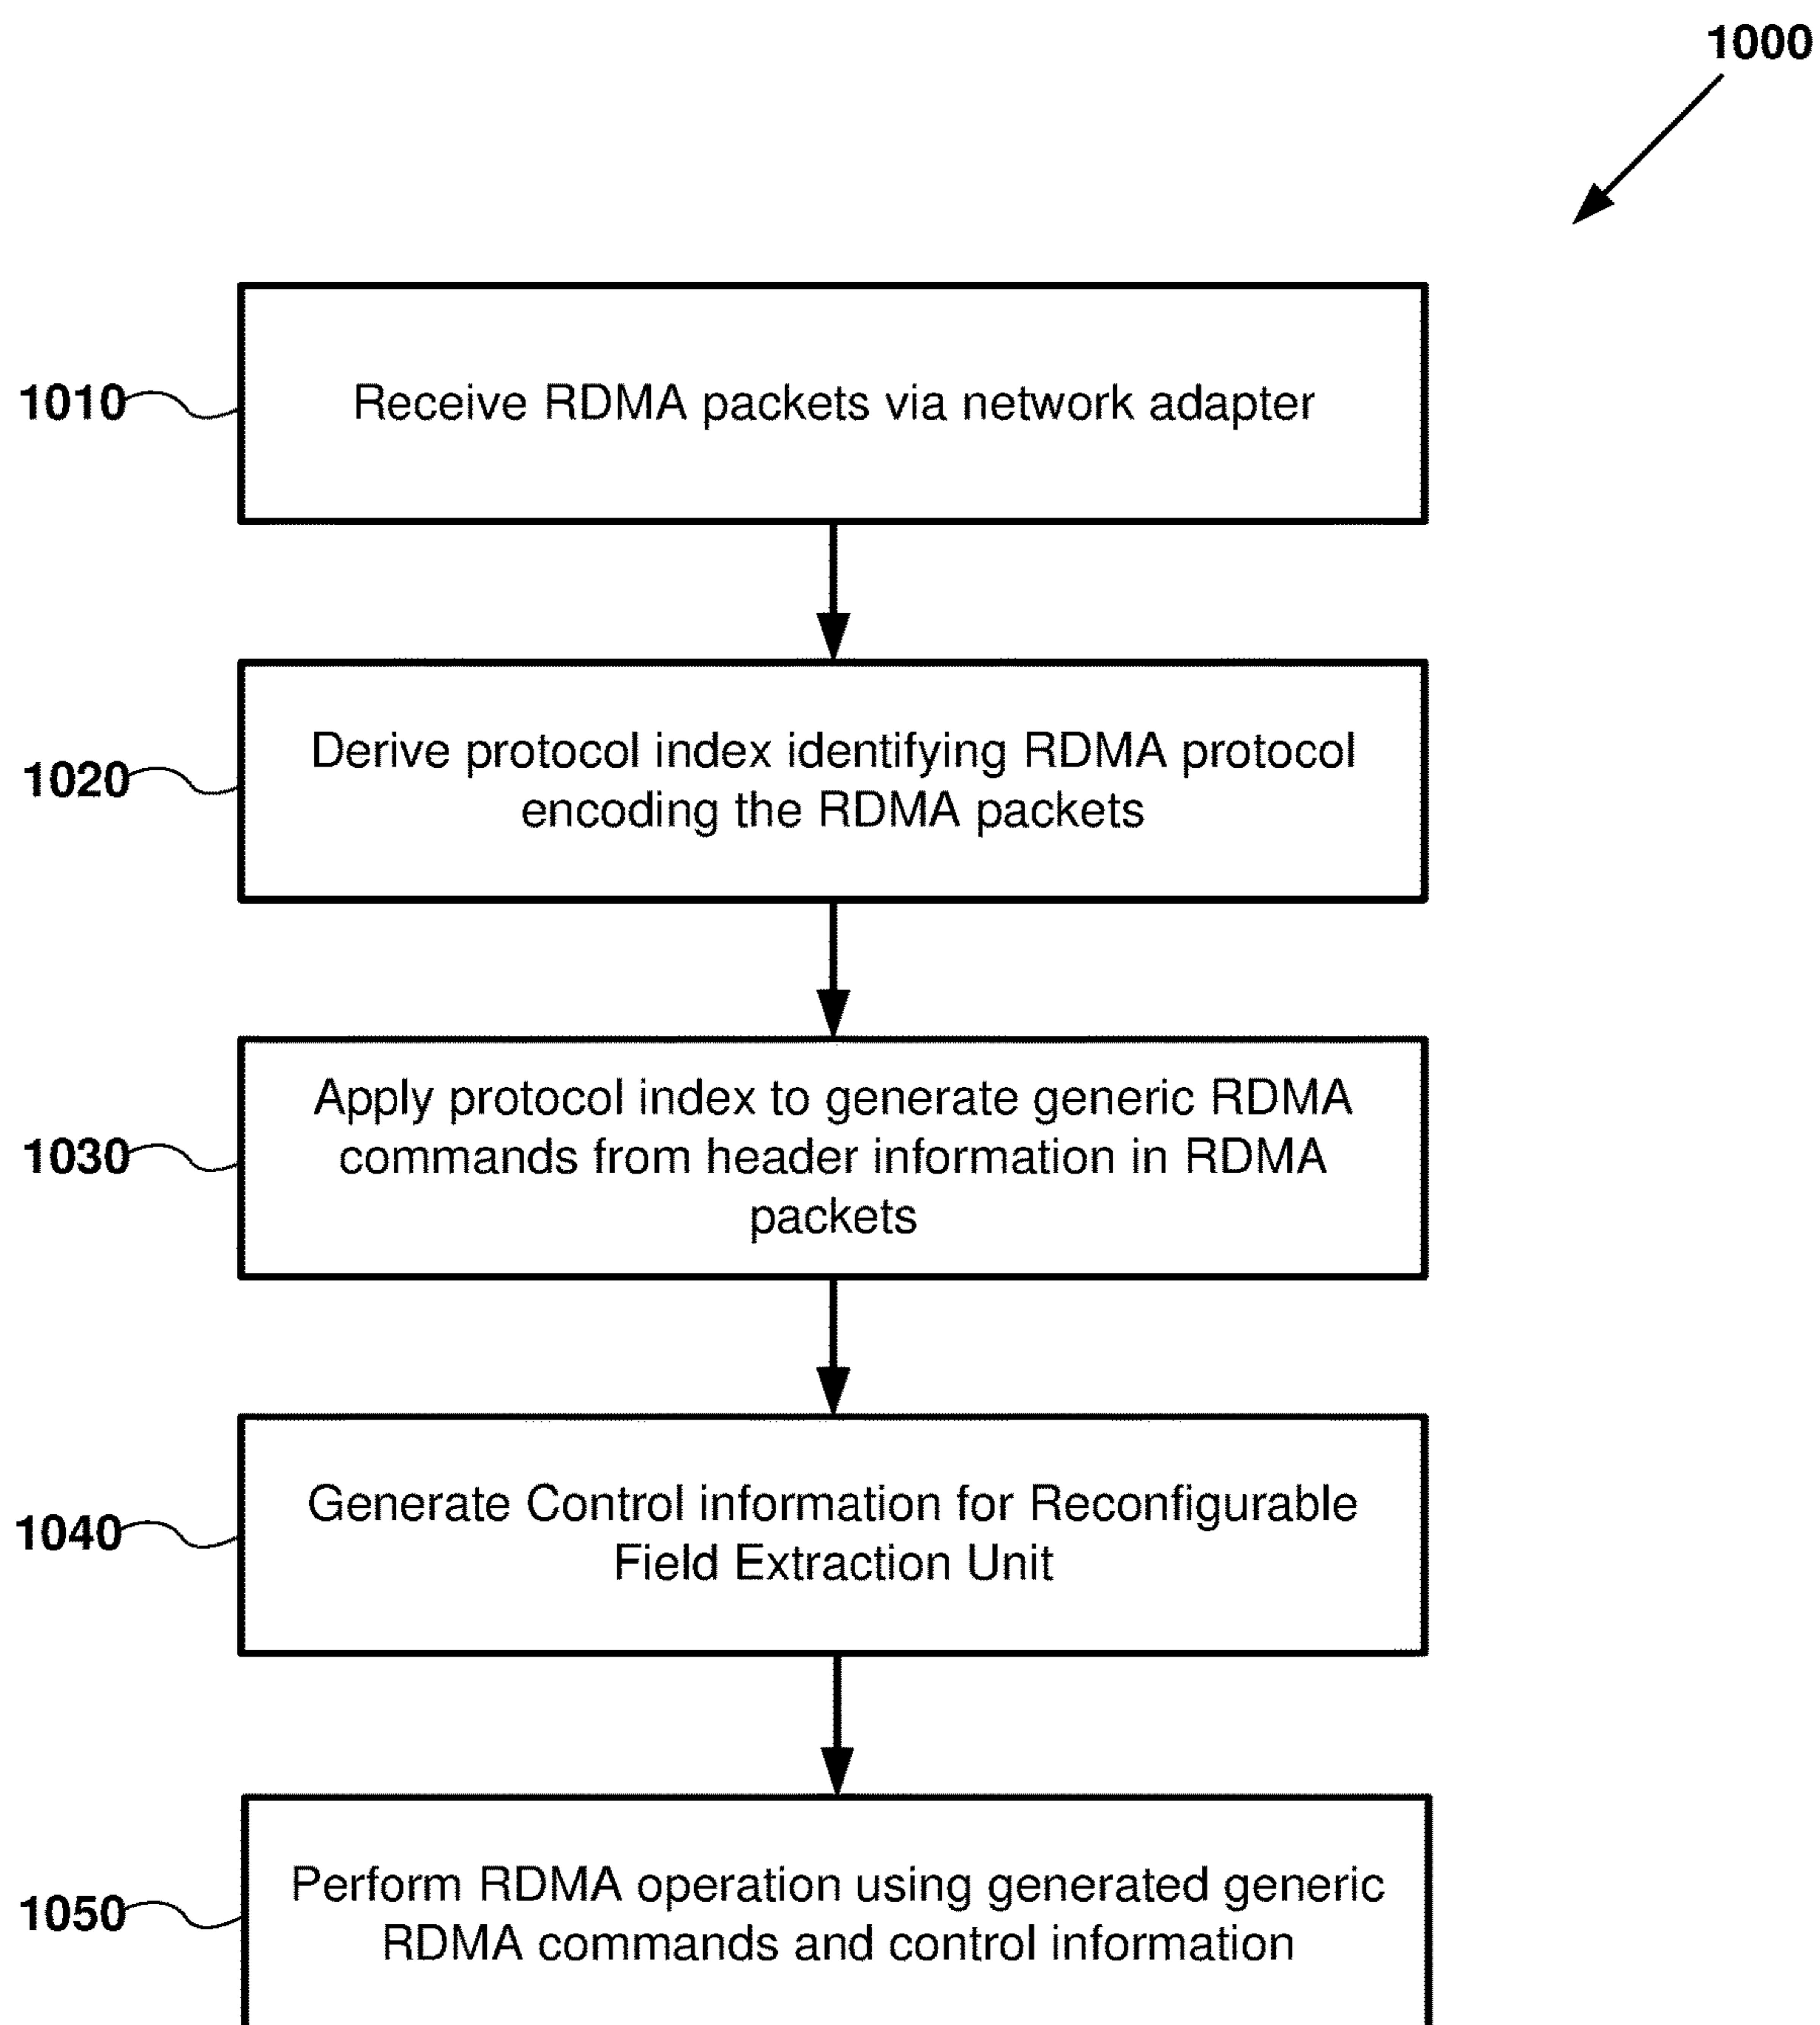 1000
1010
Receive RDMA packets via network adapter
1020
Derive protocol index identifying RDMA protocol
encoding the RDMA packets
1030
Apply protocol index to generate generic RDMA
commands from header information in RDMA
packets
1040
Generate Control information for Reconfigurable
Field Extraction Unit
1050
Perform RDMA operation using generated generic
RDMA commands and control information